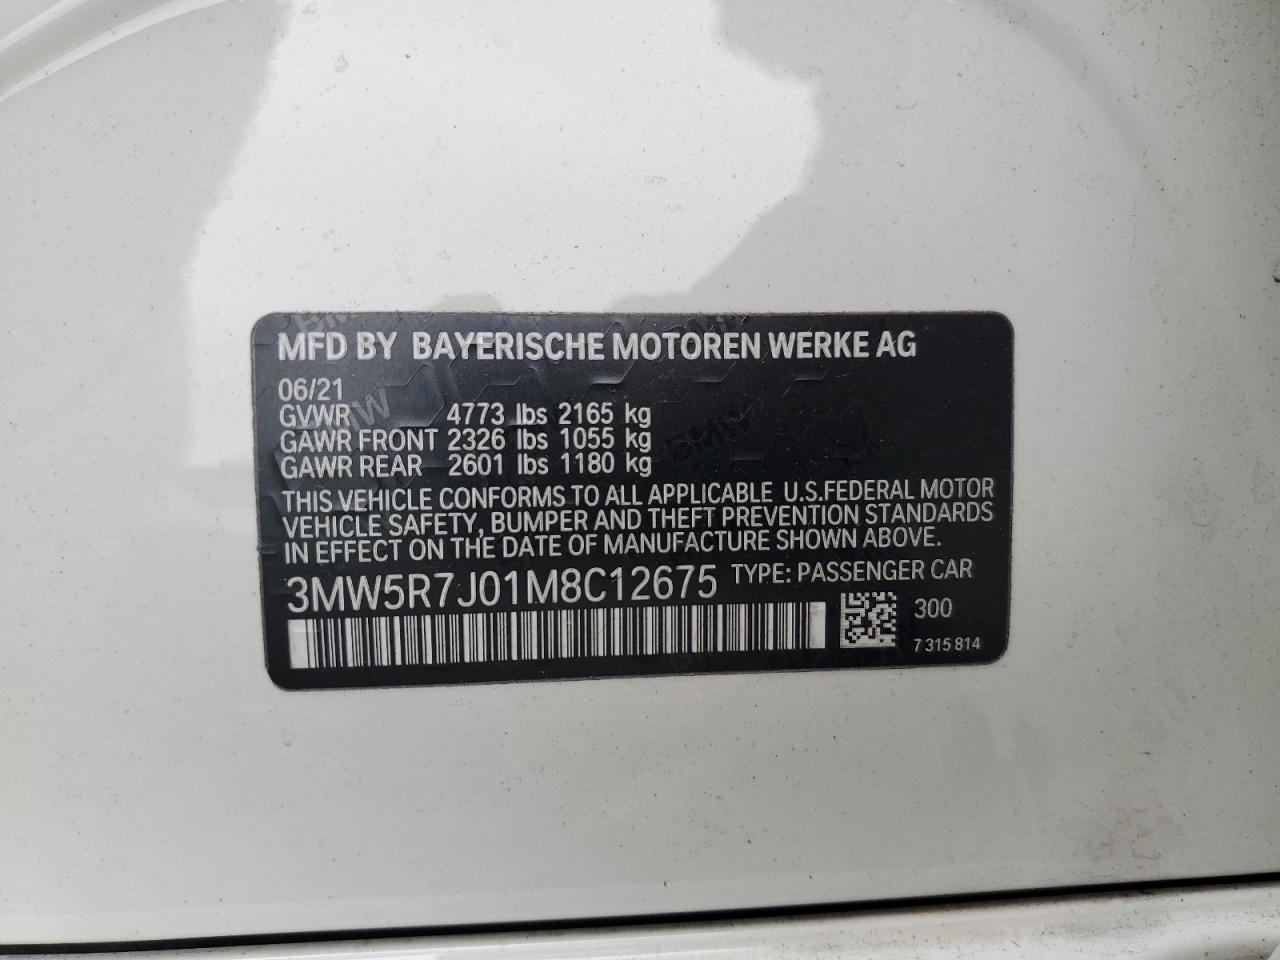 MFD BY BAYERISCHE MOTOREN WERKE AG
06/21
GVWR 4773 lbs 2165 kg
GAWR FRONT 2326 lbs 1055 kg
GAWR REAR 2601 lbs 1180 kg
THIS VEHICLE CONFORMS TO ALL APPLICABLE U.S.FEDERAL MOTOR
VEHICLE SAFETY, BUMPER AND THEFT PREVENTION STANDARDS
IN EFFECT ON THE DATE OF MANUFACTURE SHOWN ABOVE.
3MW5R7J01M8C12675 TYPE: PASSENGER CAR
300
7 315 814